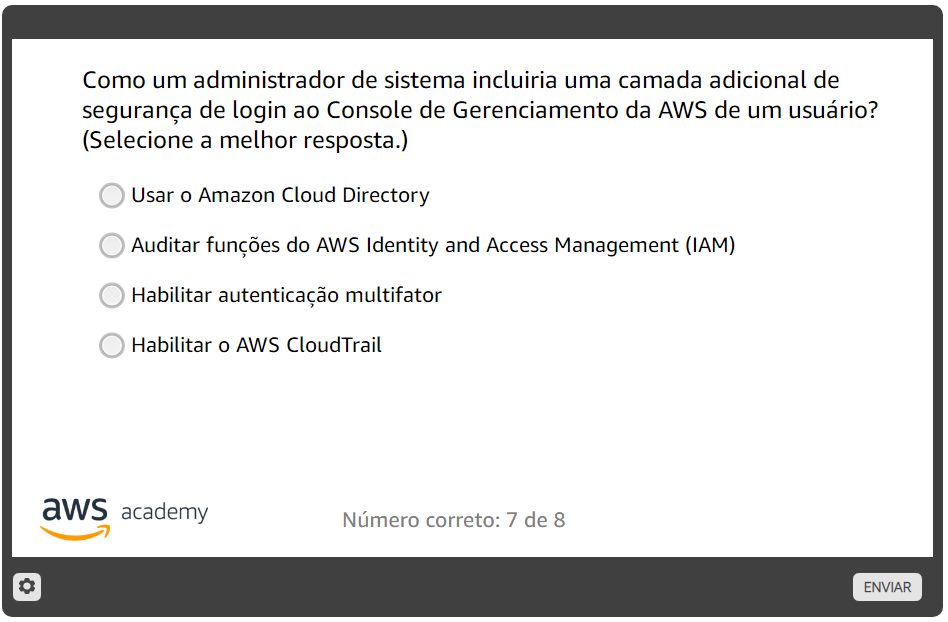 Como um administrador de sistema incluiria uma camada adicional de
segurança de login ao Console de Gerenciamento da AWS de um usuário?
(Selecione a melhor resposta.)
Usar o Amazon Cloud Directory
Auditar funções do AWS Identity and Access Management (IAM)
Habilitar autenticação multifator
Habilitar o AWS CloudTrail
aws academy
Número correto: 7 de 8
ENVIAR